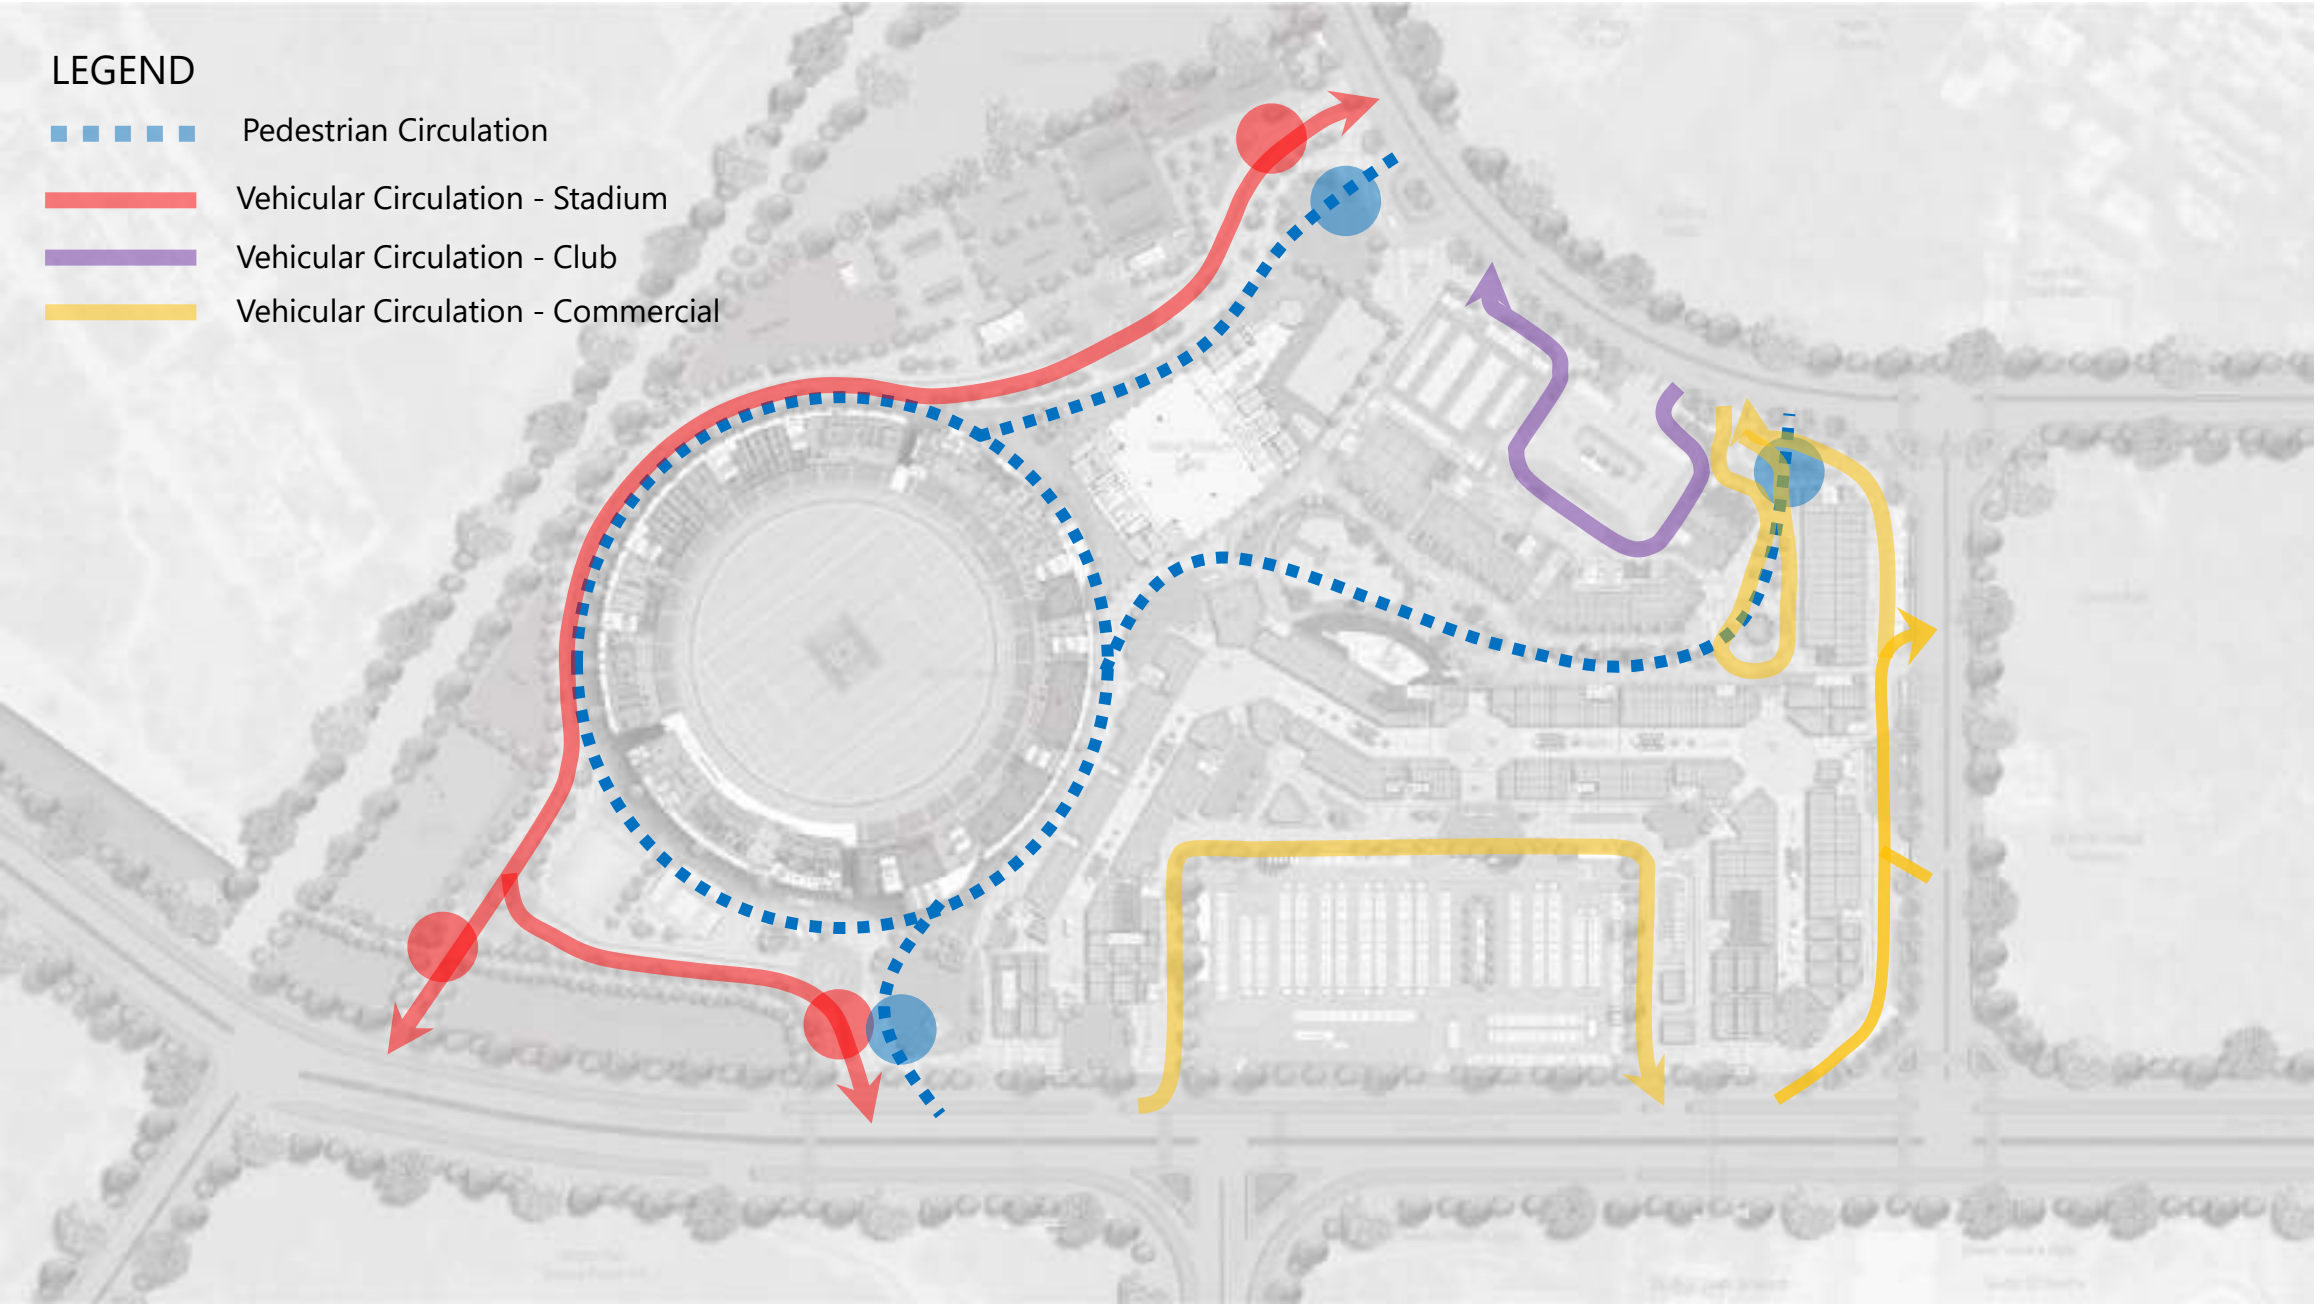 LEGEND
Pedestrian Circulation
Vehicular Circulation - Stadium
Vehicular Circulation - Club
Vehicular Circulation - Commercial